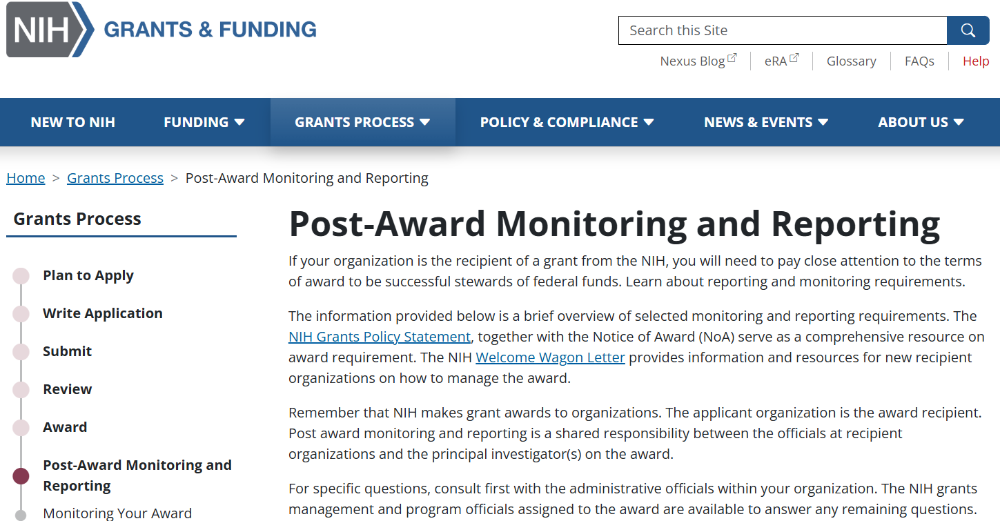 NIH GRANTS & FUNDING
Search this Site
Nexus Blog
eRA
Glossary
FAQs
Help
NEW TO NIH
FUNDING
GRANTS PROCESS
POLICY & COMPLIANCE
NEWS & EVENTS
ABOUT US
Home > Grants Process > Post-Award Monitoring and Reporting
Grants Process
Plan to Apply
Write Application
Submit
Review
Award
Post-Award Monitoring and
Reporting
Monitoring Your Award
Post-Award Monitoring and Reporting
If your organization is the recipient of a grant from the NIH, you will need to pay close attention to the terms
of award to be successful stewards of federal funds. Learn about reporting and monitoring requirements.
The information provided below is a brief overview of selected monitoring and reporting requirements. The
NIH Grants Policy Statement, together with the Notice of Award (NoA) serve as a comprehensive resource on
award requirement. The NIH Welcome Wagon Letter provides information and resources for new recipient
organizations on how to manage the award.
Remember that NIH makes grant awards to organizations. The applicant organization is the award recipient.
Post award monitoring and reporting is a shared responsibility between the officials at recipient
organizations and the principal investigator(s) on the award.
For specific questions, consult first with the administrative officials within your organization. The NIH grants
management and program officials assigned to the award are available to answer any remaining questions.